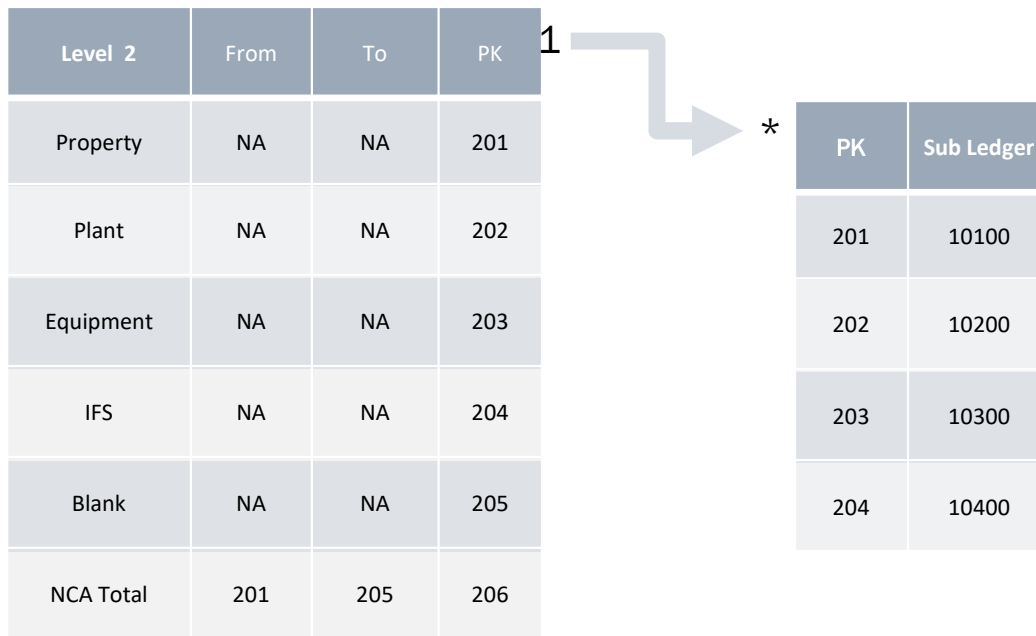 Level 2 From To PK
Property NA NA 201
Plant NA NA 202
Equipment NA NA 203
IFS NA NA 204
Blank NA NA 205
NCA Total 201 205 206
1
*
PK Sub Ledger
201 10100
202 10200
203 10300
204 10400